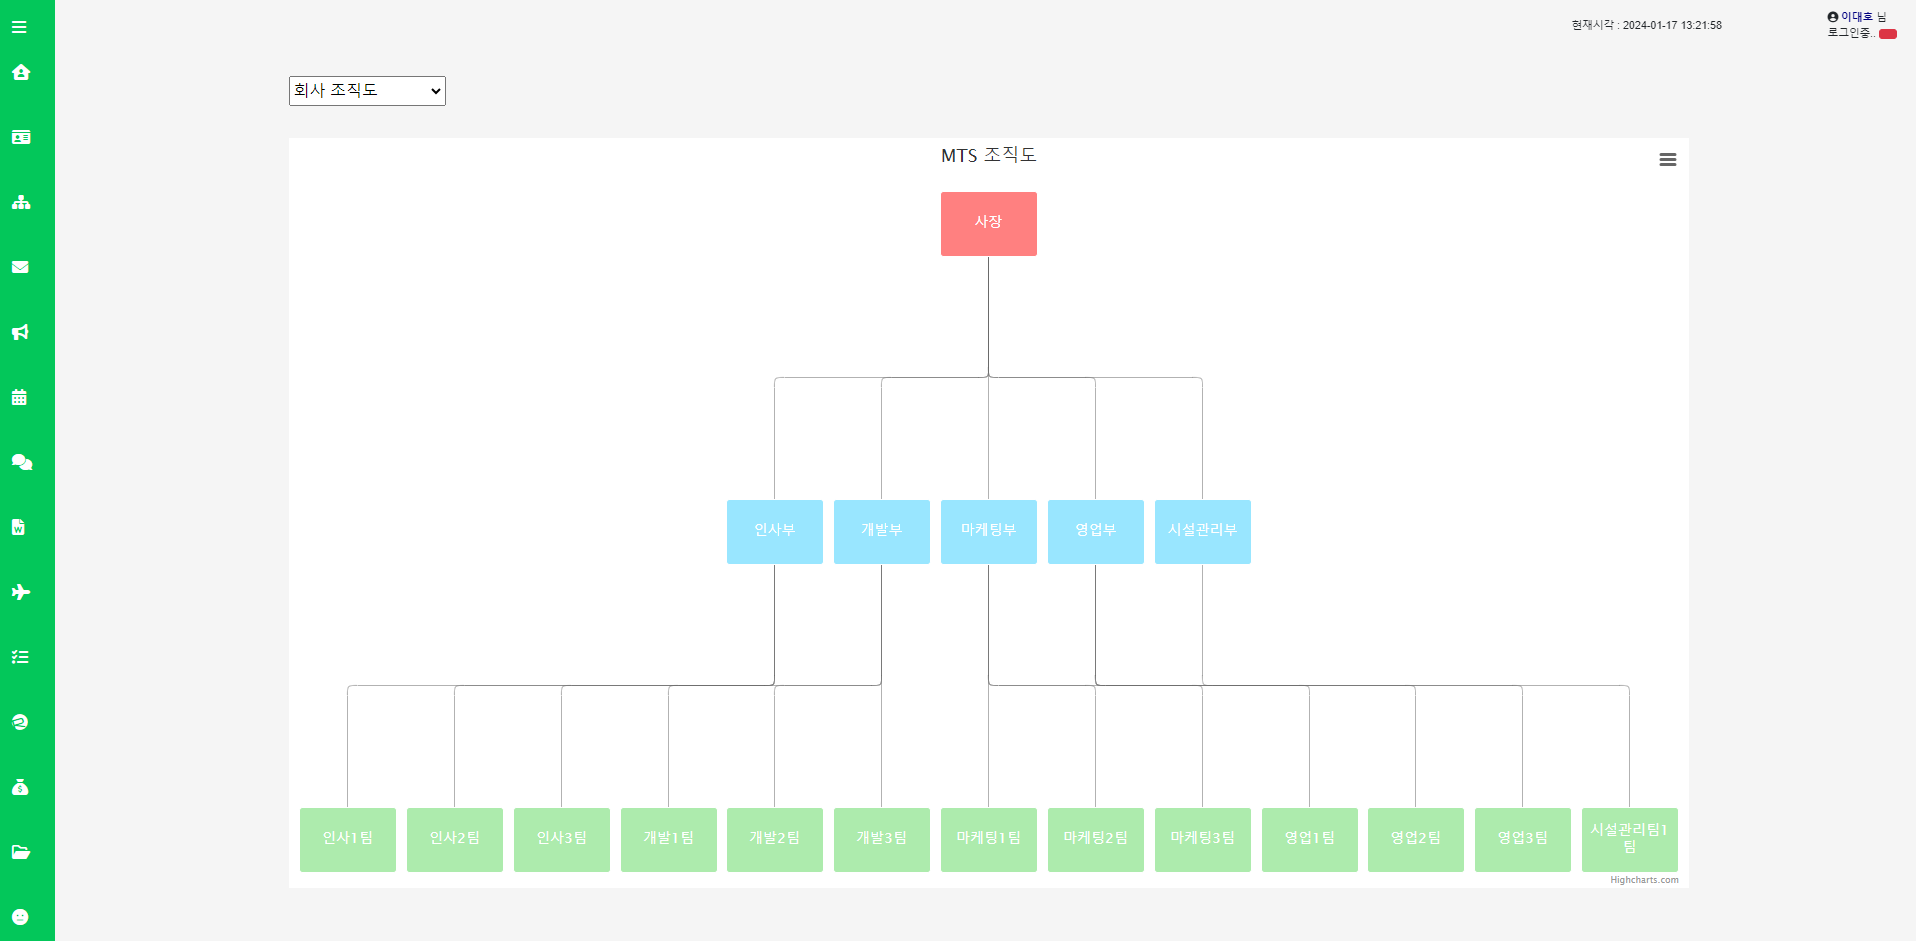 현재시각 : 2024-01-17 13:21:58
이대호 님
로그인중..
회사 조직도
MTS 조직도
사장
인사부
개발부
마케팅부
영업부
시설관리부
인사1팀
인사2팀
인사3팀
개발1팀
개발2팀
개발3팀
마케팅1팀
마케팅2팀
마케팅3팀
영업1팀
영업2팀
영업3팀
시설관리팀1
팀
Highcharts.com